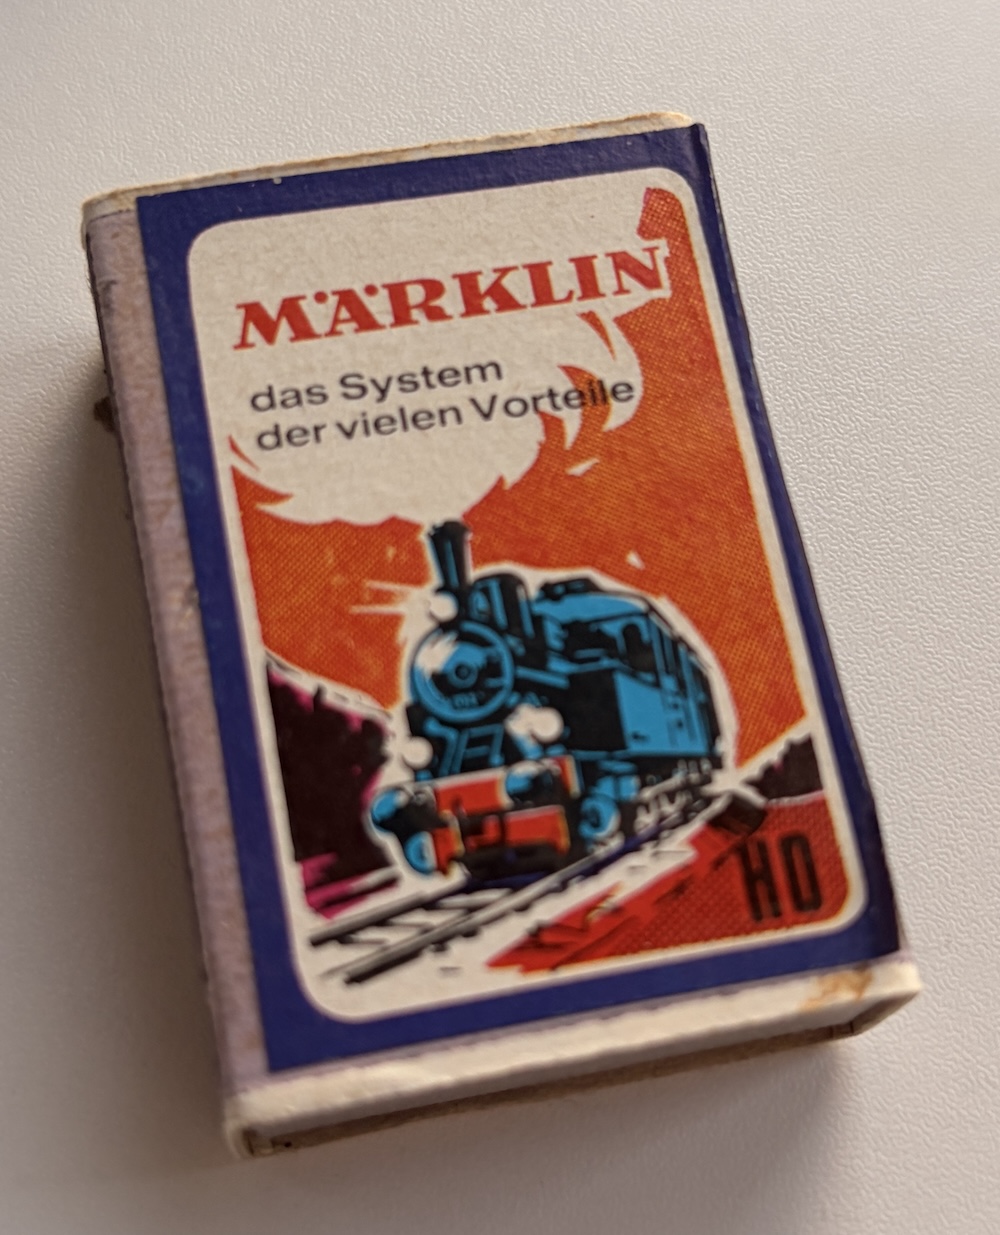 MÄRKLIN
das System
der vielen Vorteile
HO